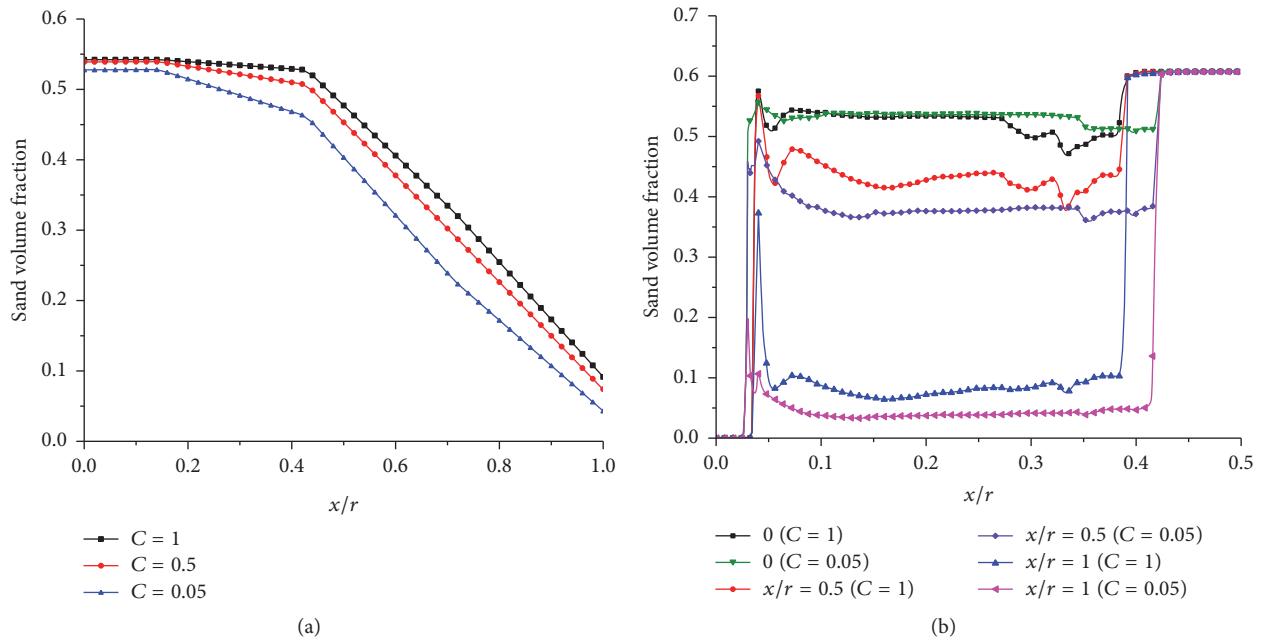 0.6
0.5
0.4
0.3
0.2
0.1
0.0
Sand volume fraction
0.0 0.2 0.4 0.6 0.8 1.0
x/r
C = 1
C = 0.5
C = 0.05
(a)
0.7
0.6
0.5
0.4
0.3
0.2
0.1
0.0
Sand volume fraction
0.0 0.1 0.2 0.3 0.4 0.5
x/r
0 (C = 1)
0 (C = 0.05)
x/r = 0.5 (C = 1)
x/r = 0.5 (C = 0.05)
x/r = 1 (C = 1)
x/r = 1 (C = 0.05)
(b)